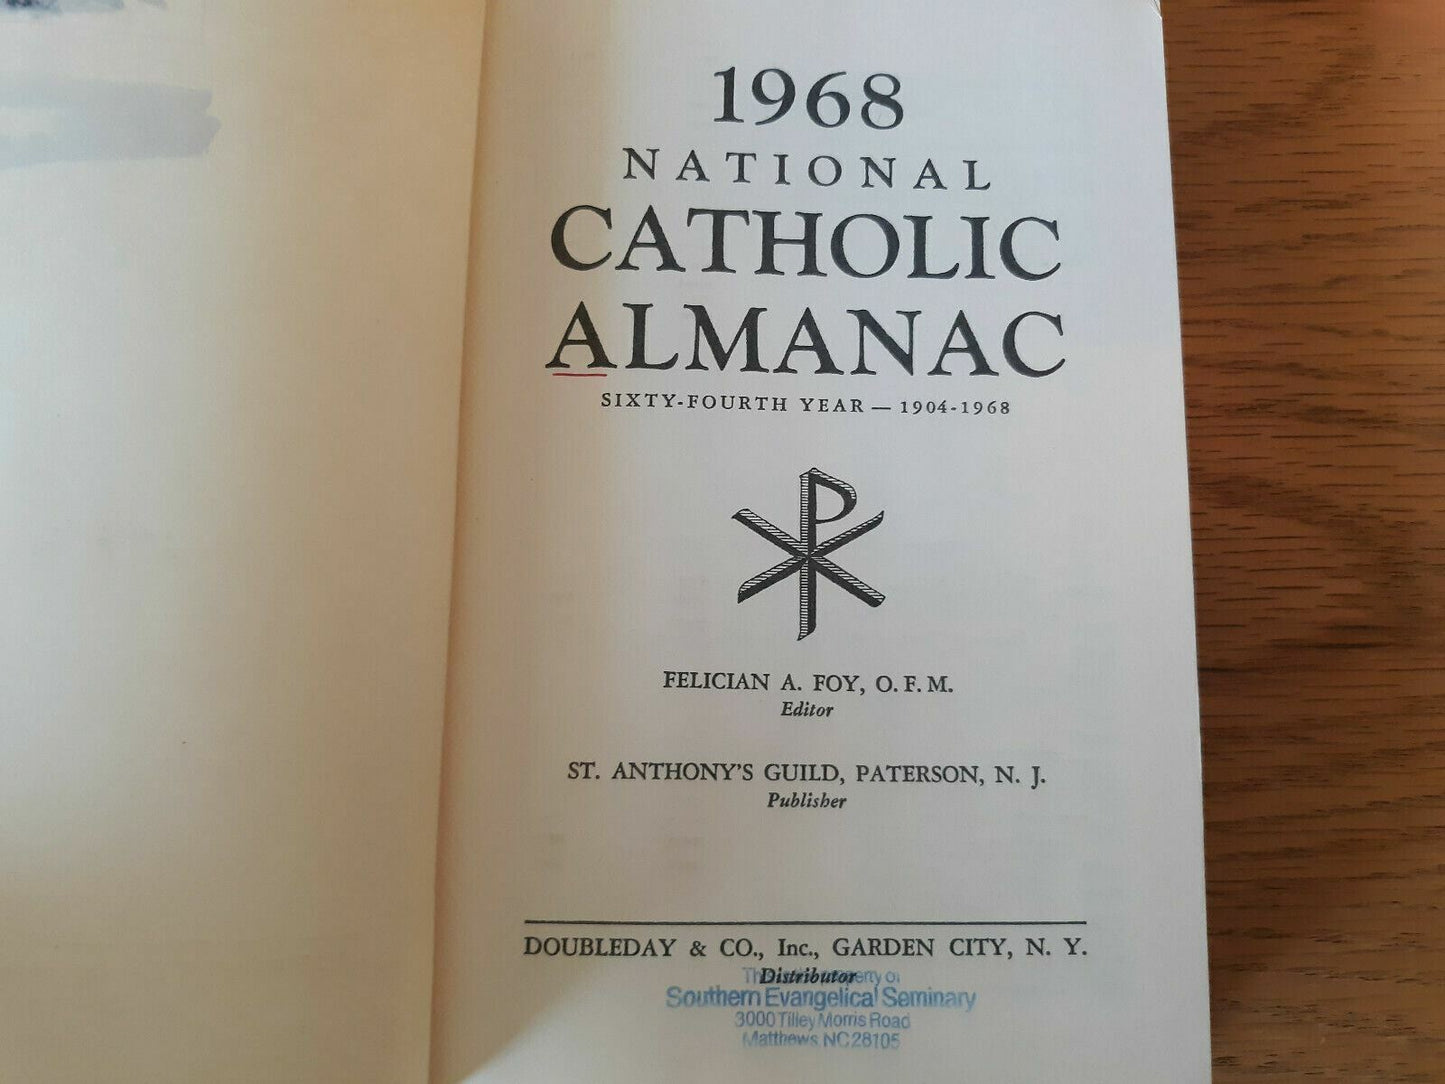 1968
NATIONAL
CATHOLIC
ALMANAC
SIXTY-FOURTH YEAR — 1904-1968
FELICIAN A. FOY, O. F. M.
Editor
ST. ANTHONY'S GUILD, PATERSON, N. J.
Publisher
DOUBLEDAY & CO., Inc., GARDEN CITY, N. Y.
Distributor
Southern Evangelical Seminary
3000 Tilley Morris Road
Matthews NC 28105